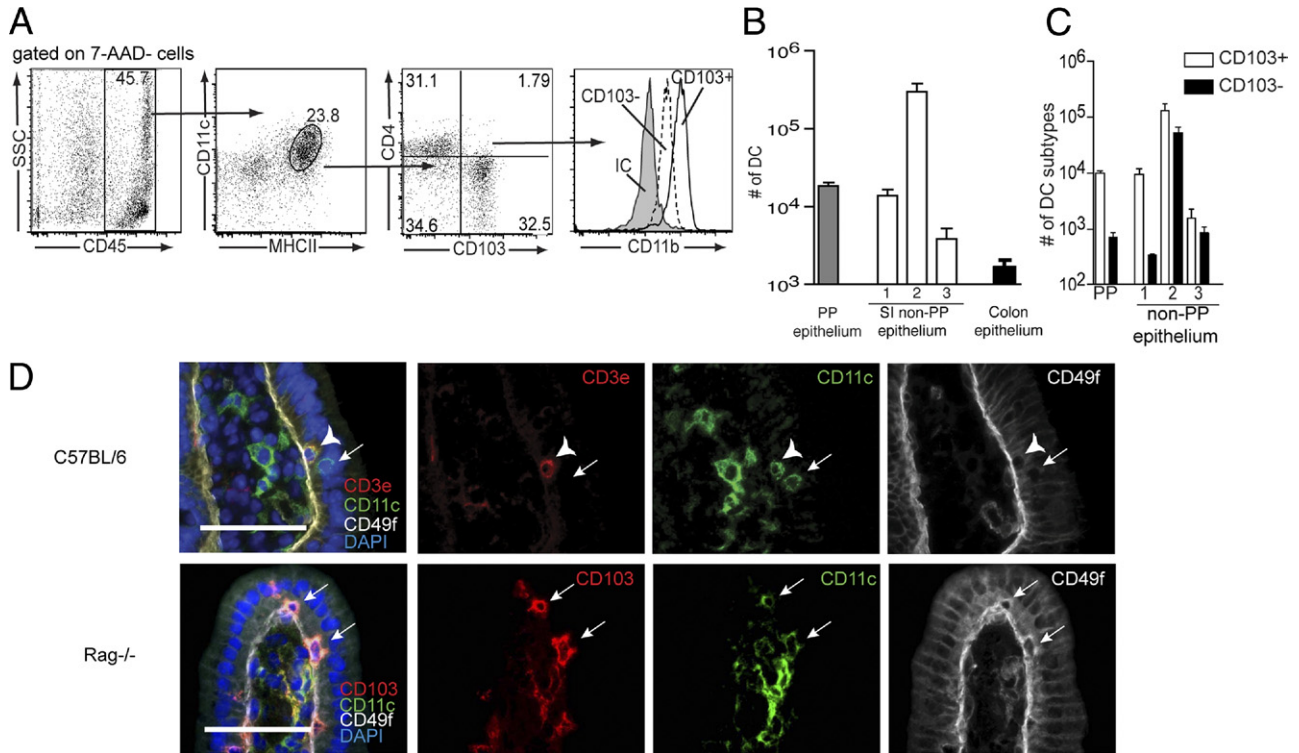 A
gated on 7-AAD- cells
SSC
45.7
CD45
CD11c
23.8
MHCII
CD4
31.1
1.79
34.6
32.5
CD103
CD103-
CD103+
IC
CD11b
B
# of DC
10⁶
10⁵
10⁴
10³
1 2 3
PP
epithelium
SI non-PP
epithelium
Colon
epithelium
C
CD103+
CD103-
# of DC subtypes
10⁶
10⁵
10⁴
10³
10²
PP
1 2 3
non-PP
epithelium
D
C57BL/6
CD3e
CD11c
CD49f
DAPI
CD3e
CD11c
CD49f
Rag-/-
CD103
CD11c
CD49f
DAPI
CD103
CD11c
CD49f